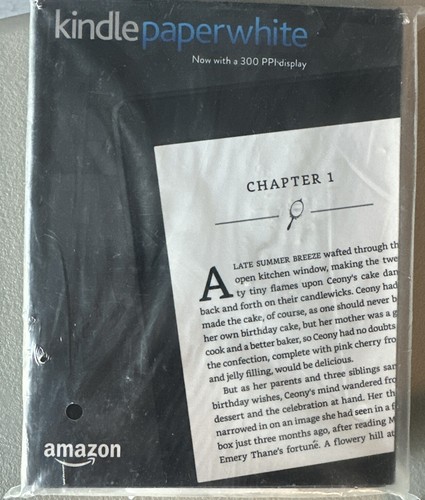 kindlepaperwhite
Now with a 300 PPI display
CHAPTER 1
A LATE SUMMER BREEZE wafted through th
open kitchen window, making the twe
ty tiny flames upon Ceony's cake dan
back and forth on their candlewicks. Ceony had
made the cake, of course, as one should never b
her own birthday cake, but her mother was a g
cook and a better baker, so Ceony had no doubts
the confection, complete with pink cherry fro
and jelly filling, would be delicious.
But as her parents and three siblings san
birthday wishes, Ceony's mind wandered fro
dessert and the celebration at hand. Her th
narrowed in on an image she had seen in a f
box just three months ago, after reading M
Emery Thane's fortune. A flowery hill at
amazon